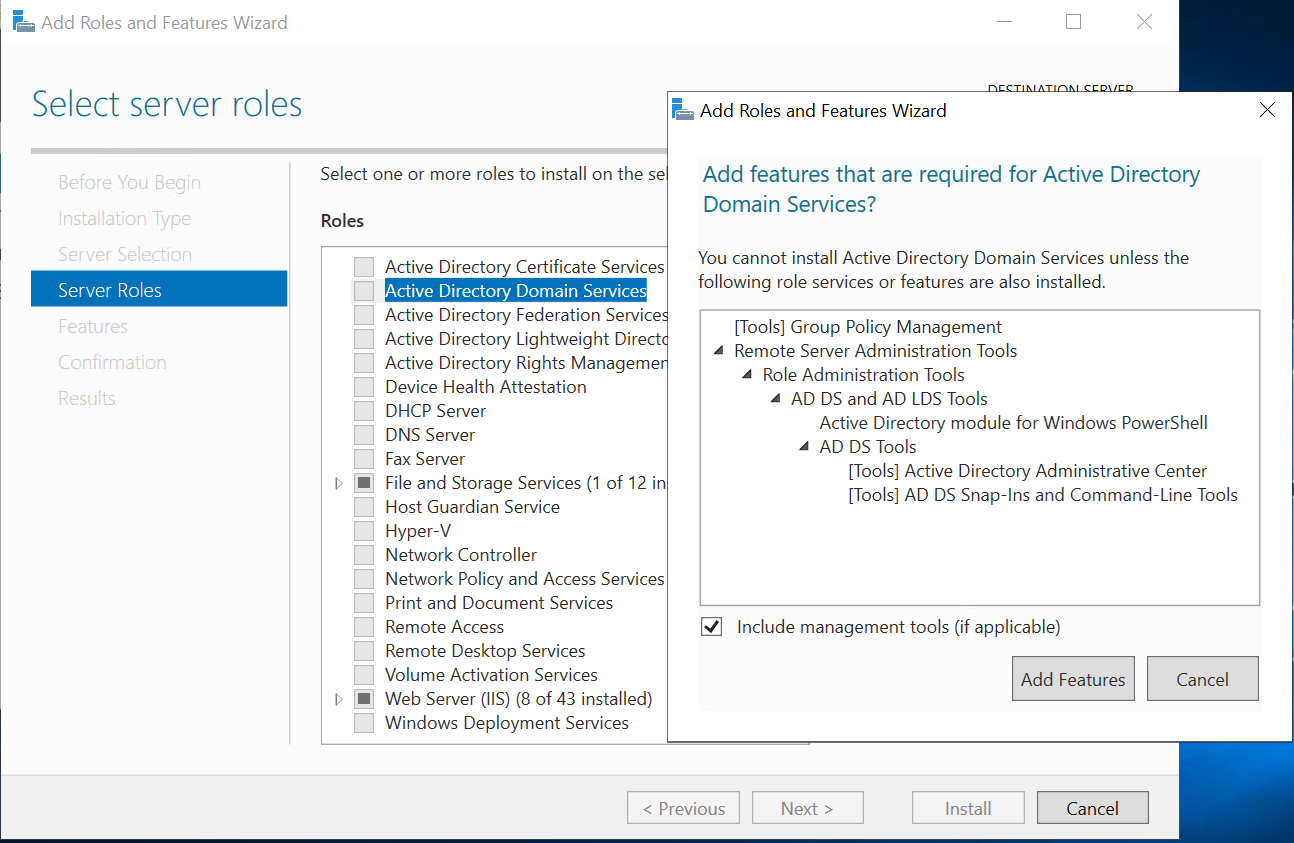 Add Roles and Features Wizard
Select server roles
DESTINATION SERVER
Before You Begin
Installation Type
Server Selection
Server Roles
Features
Confirmation
Results
Select one or more roles to install on the
Roles
Active Directory Certificate Services
Active Directory Domain Services
Active Directory Federation Services
Active Directory Lightweight
Active Directory Rights
Device Health Attestation
DHCP Server
DNS Server
Fax Server
File and Storage Services (1 of 12
Host Guardian Service
Hyper-V
Network Controller
Network Policy and Access Services
Print and Document Services
Remote Access
Remote Desktop Services
Volume Activation Services
Web Server (IIS) (8 of 43 installed)
Windows Deployment Services
< Previous
Next >
Install
Cancel
Add Roles and Features Wizard
Add features that are required for Active Directory
Domain Services?
You cannot install Active Directory Domain Services unless the
following role services or features are also installed.
[Tools] Group Policy Management
Remote Server Administration Tools
Role Administration Tools
AD DS and AD LDS Tools
Active Directory module for Windows PowerShell
AD DS Tools
[Tools] Active Directory Administrative Center
[Tools] AD DS Snap-Ins and Command-Line Tools
Include management tools (if applicable)
Add Features
Cancel